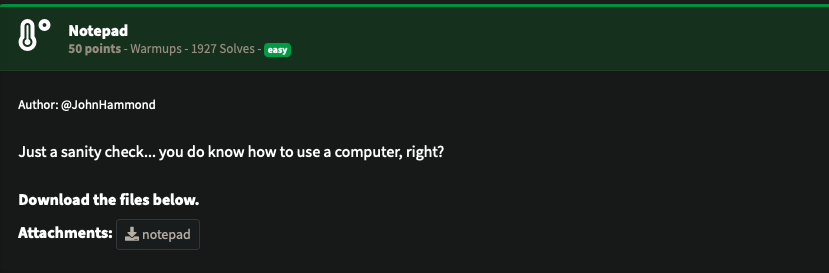 Notepad
50 points - Warmups - 1927 Solves - easy
Author: @JohnHammond
Just a sanity check... you do know how to use a computer, right?
Download the files below.
Attachments: notepad